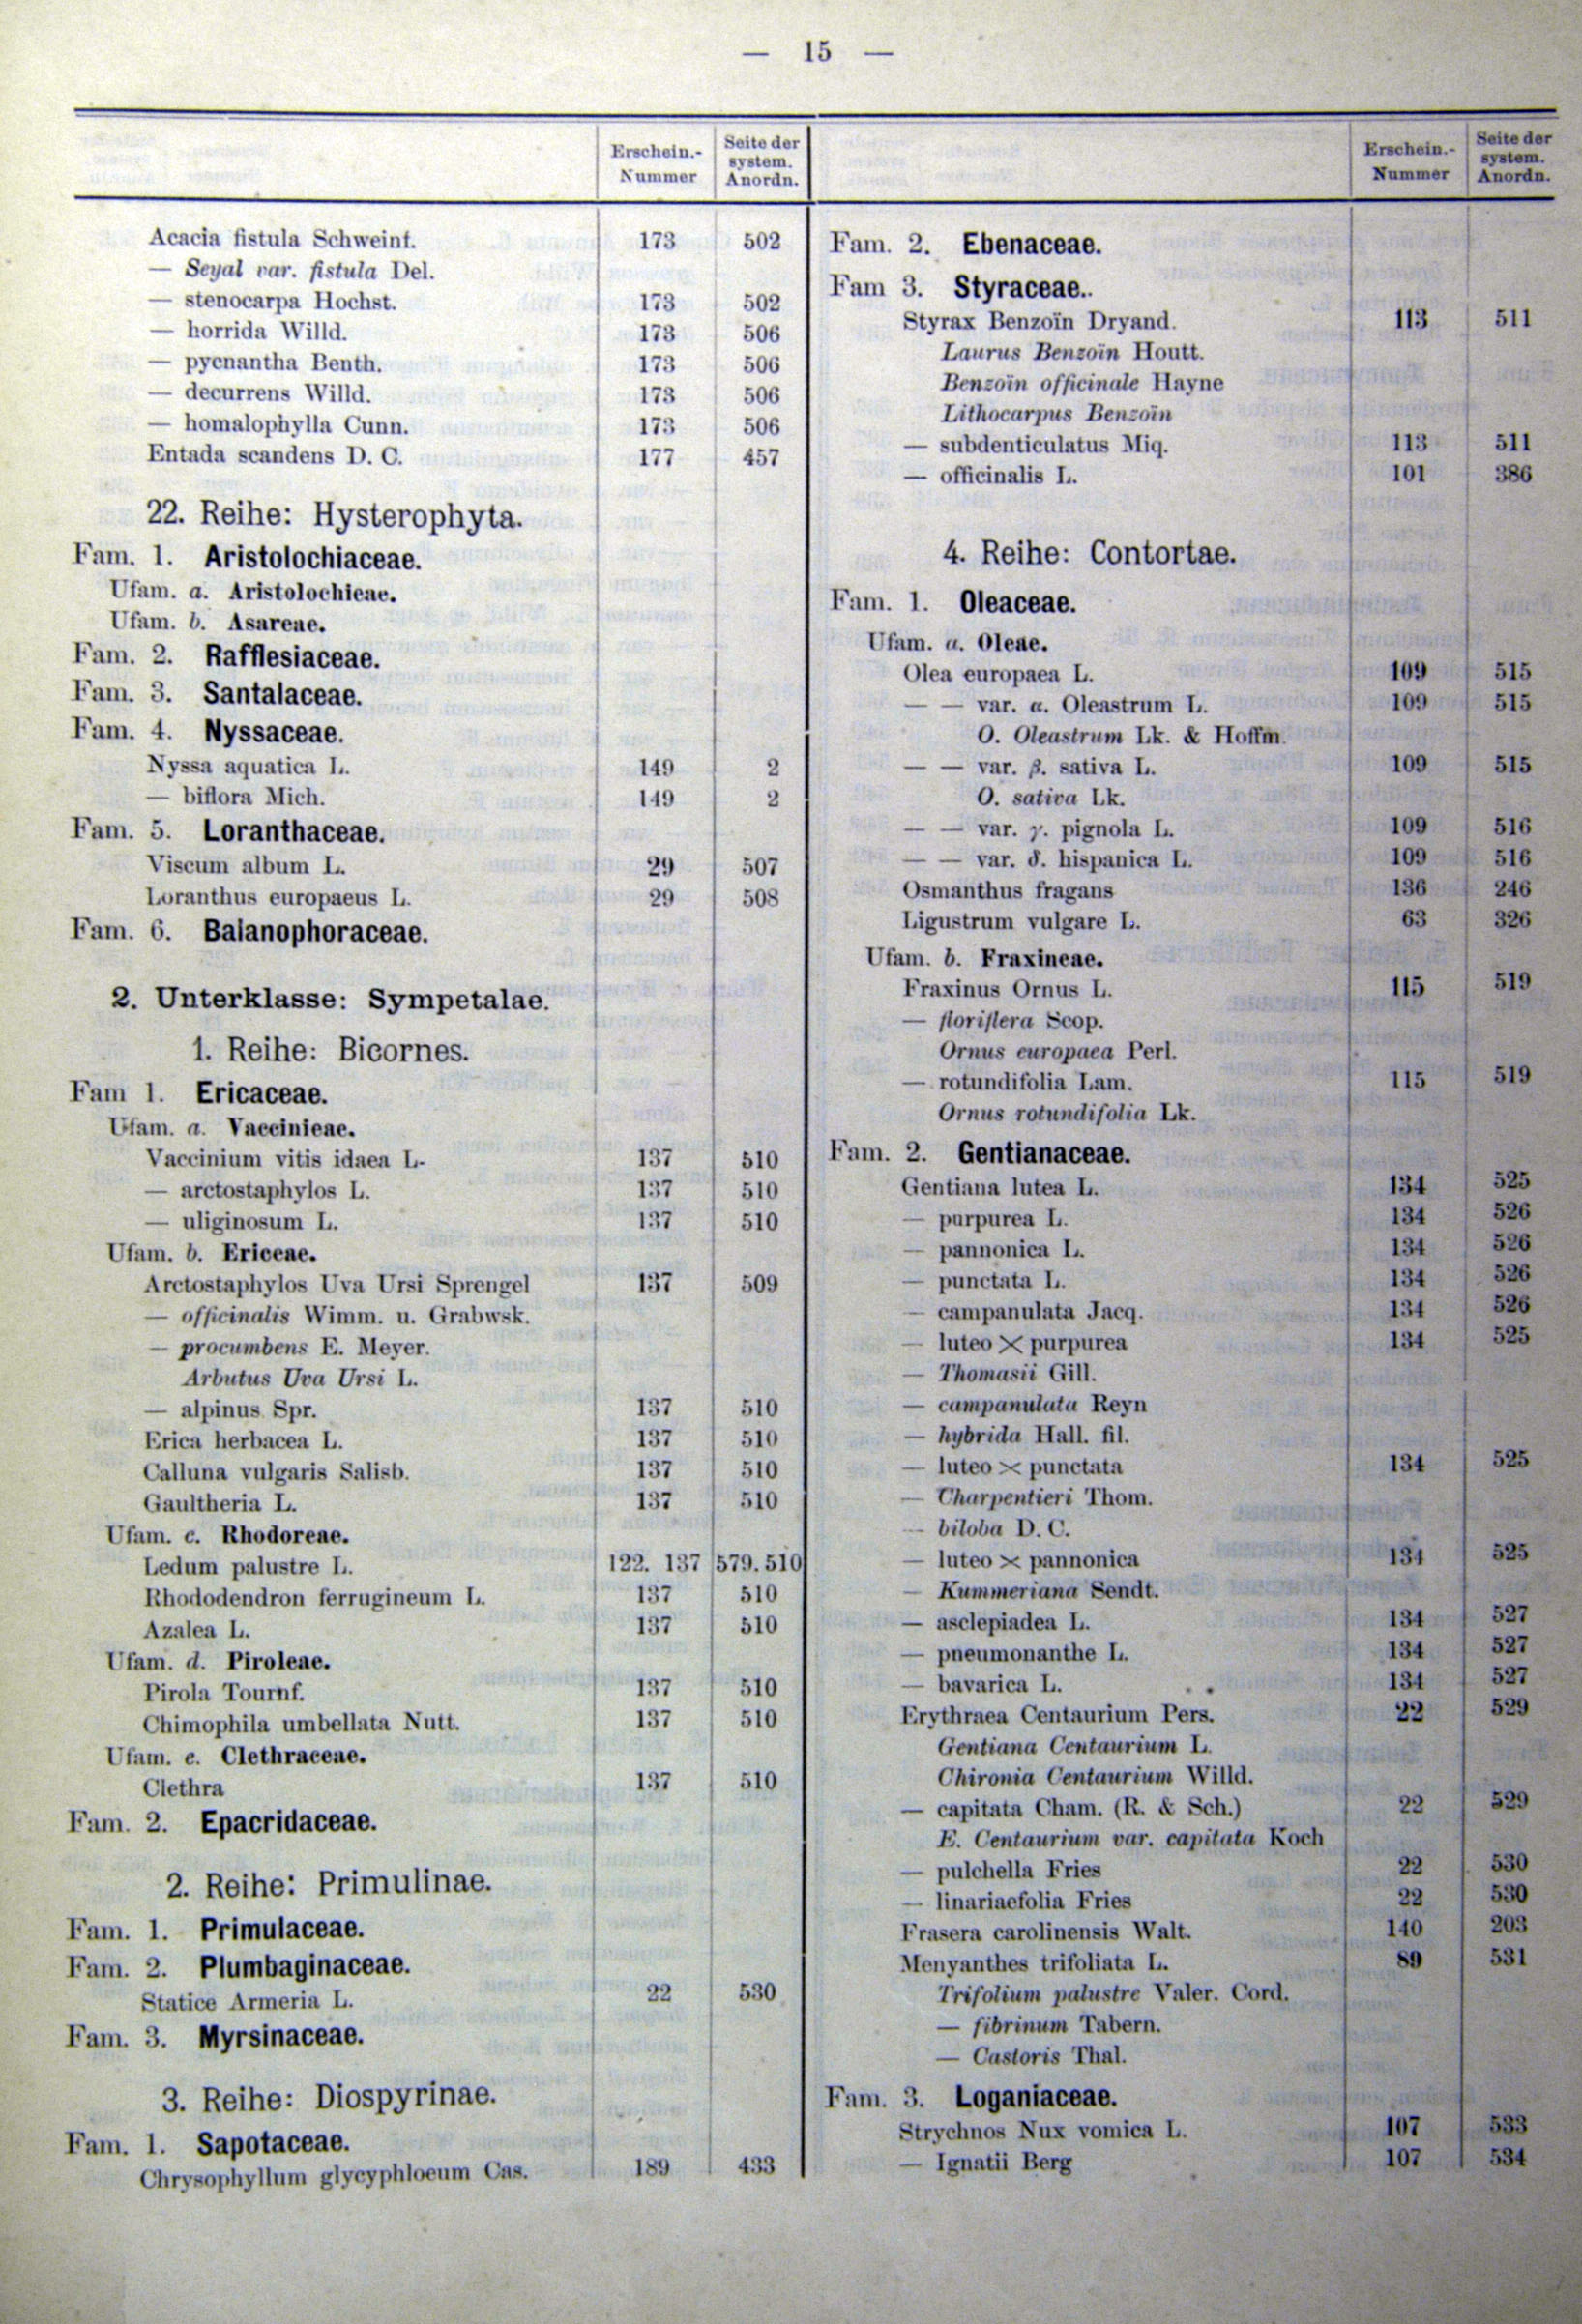 — 15 —
Erschein.-
Nummer
Seite der
system.
Anordn.
Acacia fistula Schweinf. 173 502
— Seyal var. fistula Del.
— stenocarpa Hochst. 173 502
— horrida Willd. 173 506
— pycnantha Benth. 173 506
— decurrens Willd. 173 506
— homalophylla Cunn. 173 506
Entada scandens D. C. 177 457
22. Reihe: Hysterophyta.
Fam. 1. Aristolochiaceae.
Ufam. a. Aristolochieae.
Ufam. b. Asareae.
Fam. 2. Rafflesiaceae.
Fam. 3. Santalaceae.
Fam. 4. Nyssaceae.
Nyssa aquatica L. 149 2
— biflora Mich. 149 2
Fam. 5. Loranthaceae.
Viscum album L. 29 507
Loranthus europaeus L. 29 508
Fam. 6. Balanophoraceae.
2. Unterklasse: Sympetalae.
1. Reihe: Bicornes.
Fam 1. Ericaceae.
Ufam. a. Vaccinieae.
Vaccinium vitis idaea L- 137 510
— arctostaphylos L. 137 510
— uliginosum L. 137 510
Ufam. b. Ericeae.
Arctostaphylos Uva Ursi Sprengel 137 509
— officinalis Wimm. u. Grabwsk.
— procumbens E. Meyer.
Arbutus Uva Ursi L.
— alpinus Spr. 137 510
Erica herbacea L. 137 510
Calluna vulgaris Salisb. 137 510
Gaultheria L. 137 510
Ufam. c. Rhodoreae.
Ledum palustre L. 122. 137 579. 510
Rhododendron ferrugineum L. 137 510
Azalea L. 137 510
Ufam. d. Piroleae.
Pirola Tournf. 137 510
Chimophila umbellata Nutt. 137 510
Ufam. e. Clethraceae.
Clethra 137 510
Fam. 2. Epacridaceae.
2. Reihe: Primulinae.
Fam. 1. Primulaceae.
Fam. 2. Plumbaginaceae.
Statice Armeria L. 22 530
Fam. 3. Myrsinaceae.
3. Reihe: Diospyrinae.
Fam. 1. Sapotaceae.
Chrysophyllum glycyphloeum Cas. 189 433
Erschein.-
Nummer
Seite der
system.
Anordn.
Fam. 2. Ebenaceae.
Fam 3. Styraceae..
Styrax Benzoïn Dryand. 113 511
Laurus Benzoïn Houtt.
Benzoïn officinale Hayne
Lithocarpus Benzoïn
— subdenticulatus Miq. 113 511
— officinalis L. 101 386
4. Reihe: Contortae.
Fam. 1. Oleaceae.
Ufam. a. Oleae.
Olea europaea L. 109 515
— — var. α. Oleastrum L. 109 515
O. Oleastrum Lk. & Hoffm.
— — var. β. sativa L. 109 515
O. sativa Lk.
— — var. γ. pignola L. 109 516
— — var. δ. hispanica L. 109 516
Osmanthus fragans 136 246
Ligustrum vulgare L. 63 326
Ufam. b. Fraxineae.
Fraxinus Ornus L. 115 519
— floriflera Scop.
Ornus europaea Perl.
— rotundifolia Lam. 115 519
Ornus rotundifolia Lk.
Fam. 2. Gentianaceae.
Gentiana lutea L. 134 525
— purpurea L. 134 526
— pannonica L. 134 526
— punctata L. 134 526
— campanulata Jacq. 134 526
— luteo × purpurea 134 525
— Thomasii Gill.
— campanulata Reyn
— hybrida Hall. fil.
— luteo × punctata 134 525
— Charpentieri Thom.
— biloba D. C.
— luteo × pannonica 134 525
— Kummeriana Sendt.
— asclepiadea L. 134 527
— pneumonanthe L. 134 527
— bavarica L. 134 527
Erythraea Centaurium Pers. 22 529
Gentiana Centaurium L.
Chironia Centaurium Willd.
— capitata Cham. (R. & Sch.) 22 529
E. Centaurium var. capitata Koch
— pulchella Fries 22 530
— linariaefolia Fries 22 530
Frasera carolinensis Walt. 140 203
Menyanthes trifoliata L. 89 531
Trifolium palustre Valer. Cord.
— fibrinum Tabern.
— Castoris Thal.
Fam. 3. Loganiaceae.
Strychnos Nux vomica L. 107 533
— Ignatii Berg 107 534